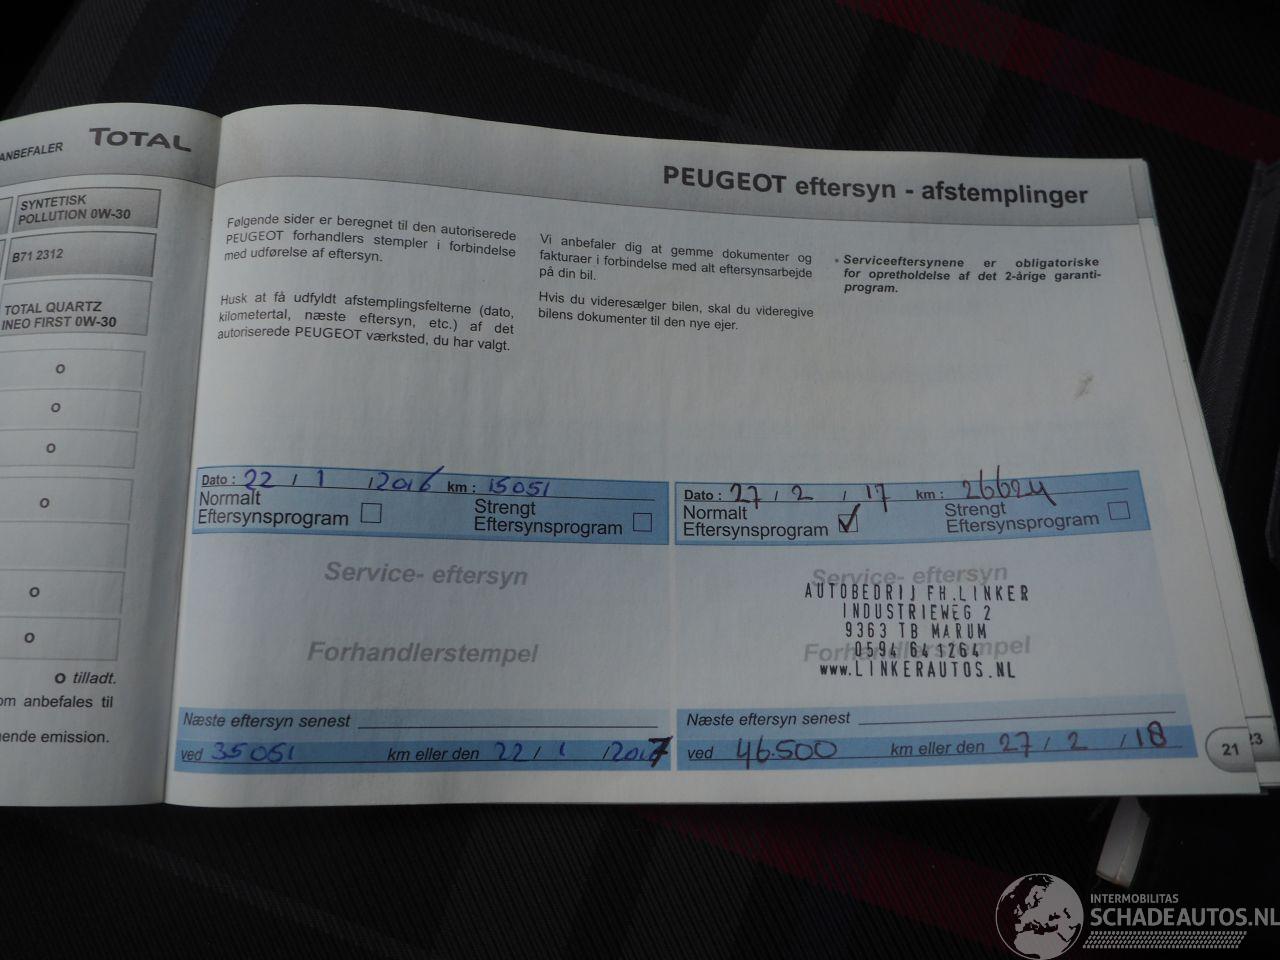 ANBEFALER TOTAL
SYNTETISK
POLLUTION 0W-30
B71 2312
TOTAL QUARTZ
INEO FIRST 0W-30
O
O
O
O
O
O
O tilladt.
om anbefales til
ende emission.
PEUGEOT eftersyn - afstemplinger
Følgende sider er beregnet til den autoriserede
PEUGEOT forhandlers stempler i forbindelse
med udførelse af eftersyn.
Husk at få udfyldt afstemplingsfelterne (dato,
kilometertal, næste eftersyn, etc.) af det
autoriserede PEUGEOT værksted, du har valgt.
Vi anbefaler dig at gemme dokumenter og
fakturaer i forbindelse med alt eftersynsarbejde
på din bil.
Hvis du videresælger bilen, skal du videregive
bilens dokumenter til den nye ejer.
• Serviceeftersynene er obligatoriske
for opretholdelse af det 2-årige garanti-
program.
Dato : 22 / 1 / 2016 km : 15051
Normalt
Eftersynsprogram
Strengt
Eftersynsprogram
Service- eftersyn
Forhandlerstempel
Næste eftersyn senest
ved 35051 km eller den 22 / 1 / 2017
Dato : 27 / 2 / 17 km : 26624
Normalt
Eftersynsprogram
Strengt
Eftersynsprogram
Service- eftersyn
AUTOBEDRIJF H.LINKER
INDUSTRIEWEG 2
9363 TB MARUM
Forhandlerstempel
0594 641264
www.LINKERAUTOS.NL
Næste eftersyn senest
ved 46.500 km eller den 27 / 2 / 18
21
23
INTERMOBILITAS
SCHADEAUTOS.NL